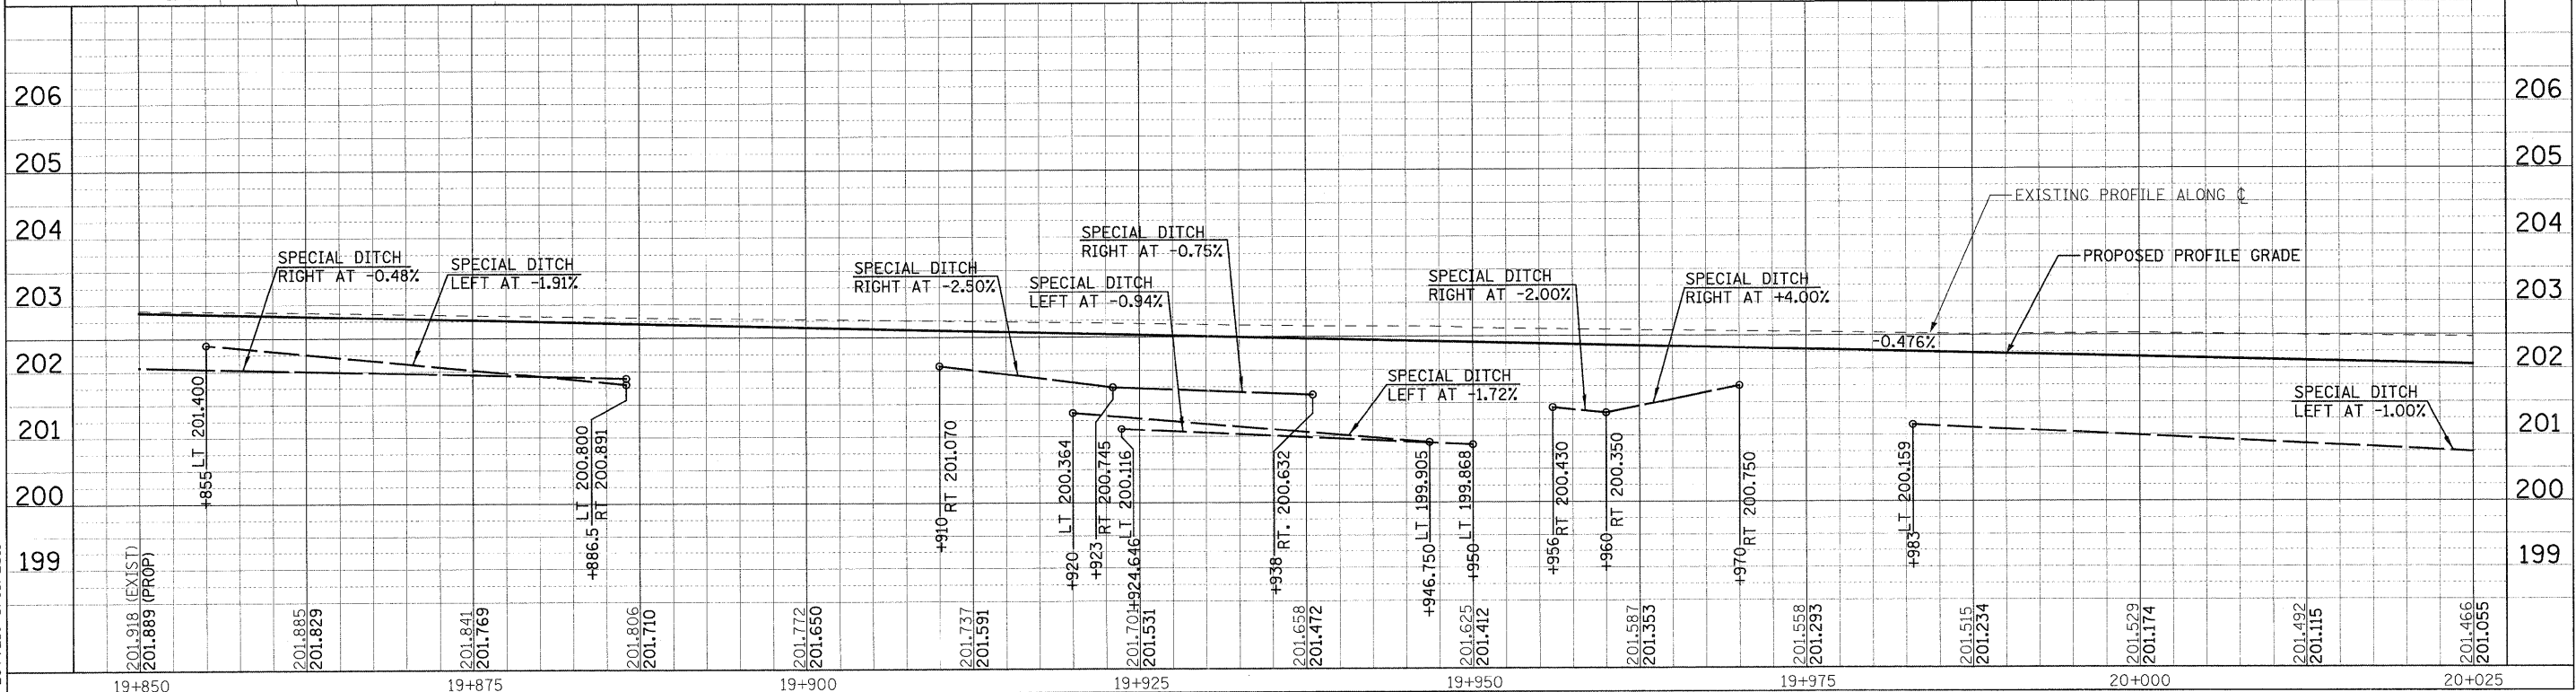 206
205
204
203
202
201
200
199
206
205
204
203
202
201
200
199
SPECIAL DITCH
RIGHT AT -0.48%
SPECIAL DITCH
LEFT AT -1.91%
SPECIAL DITCH
RIGHT AT -2.50%
SPECIAL DITCH
LEFT AT -0.94%
SPECIAL DITCH
RIGHT AT -0.75%
SPECIAL DITCH
LEFT AT -1.72%
SPECIAL DITCH
RIGHT AT -2.00%
SPECIAL DITCH
RIGHT AT +4.00%
EXISTING PROFILE ALONG ℄
PROPOSED PROFILE GRADE
-0.476%
SPECIAL DITCH
LEFT AT -1.00%
+855 LT 201.400
+886.5 LT 200.800
RT 200.891
+910 RT 201.070
+920 LT 200.364
+923 RT 200.745
+924.646 LT 200.116
+938 RT. 200.632
+946.750 LT 199.905
+950 LT 199.868
+956 RT 200.430
+960 RT 200.350
+970 RT 200.750
+983 LT 200.159
201.918 (EXIST)
201.889 (PROP)
201.885
201.829
201.841
201.769
201.806
201.710
201.772
201.650
201.737
201.591
201.701
201.531
201.658
201.472
201.625
201.412
201.587
201.353
201.558
201.293
201.515
201.234
201.529
201.174
201.492
201.115
201.466
201.055
19+850
19+875
19+900
19+925
19+950
19+975
20+000
20+025